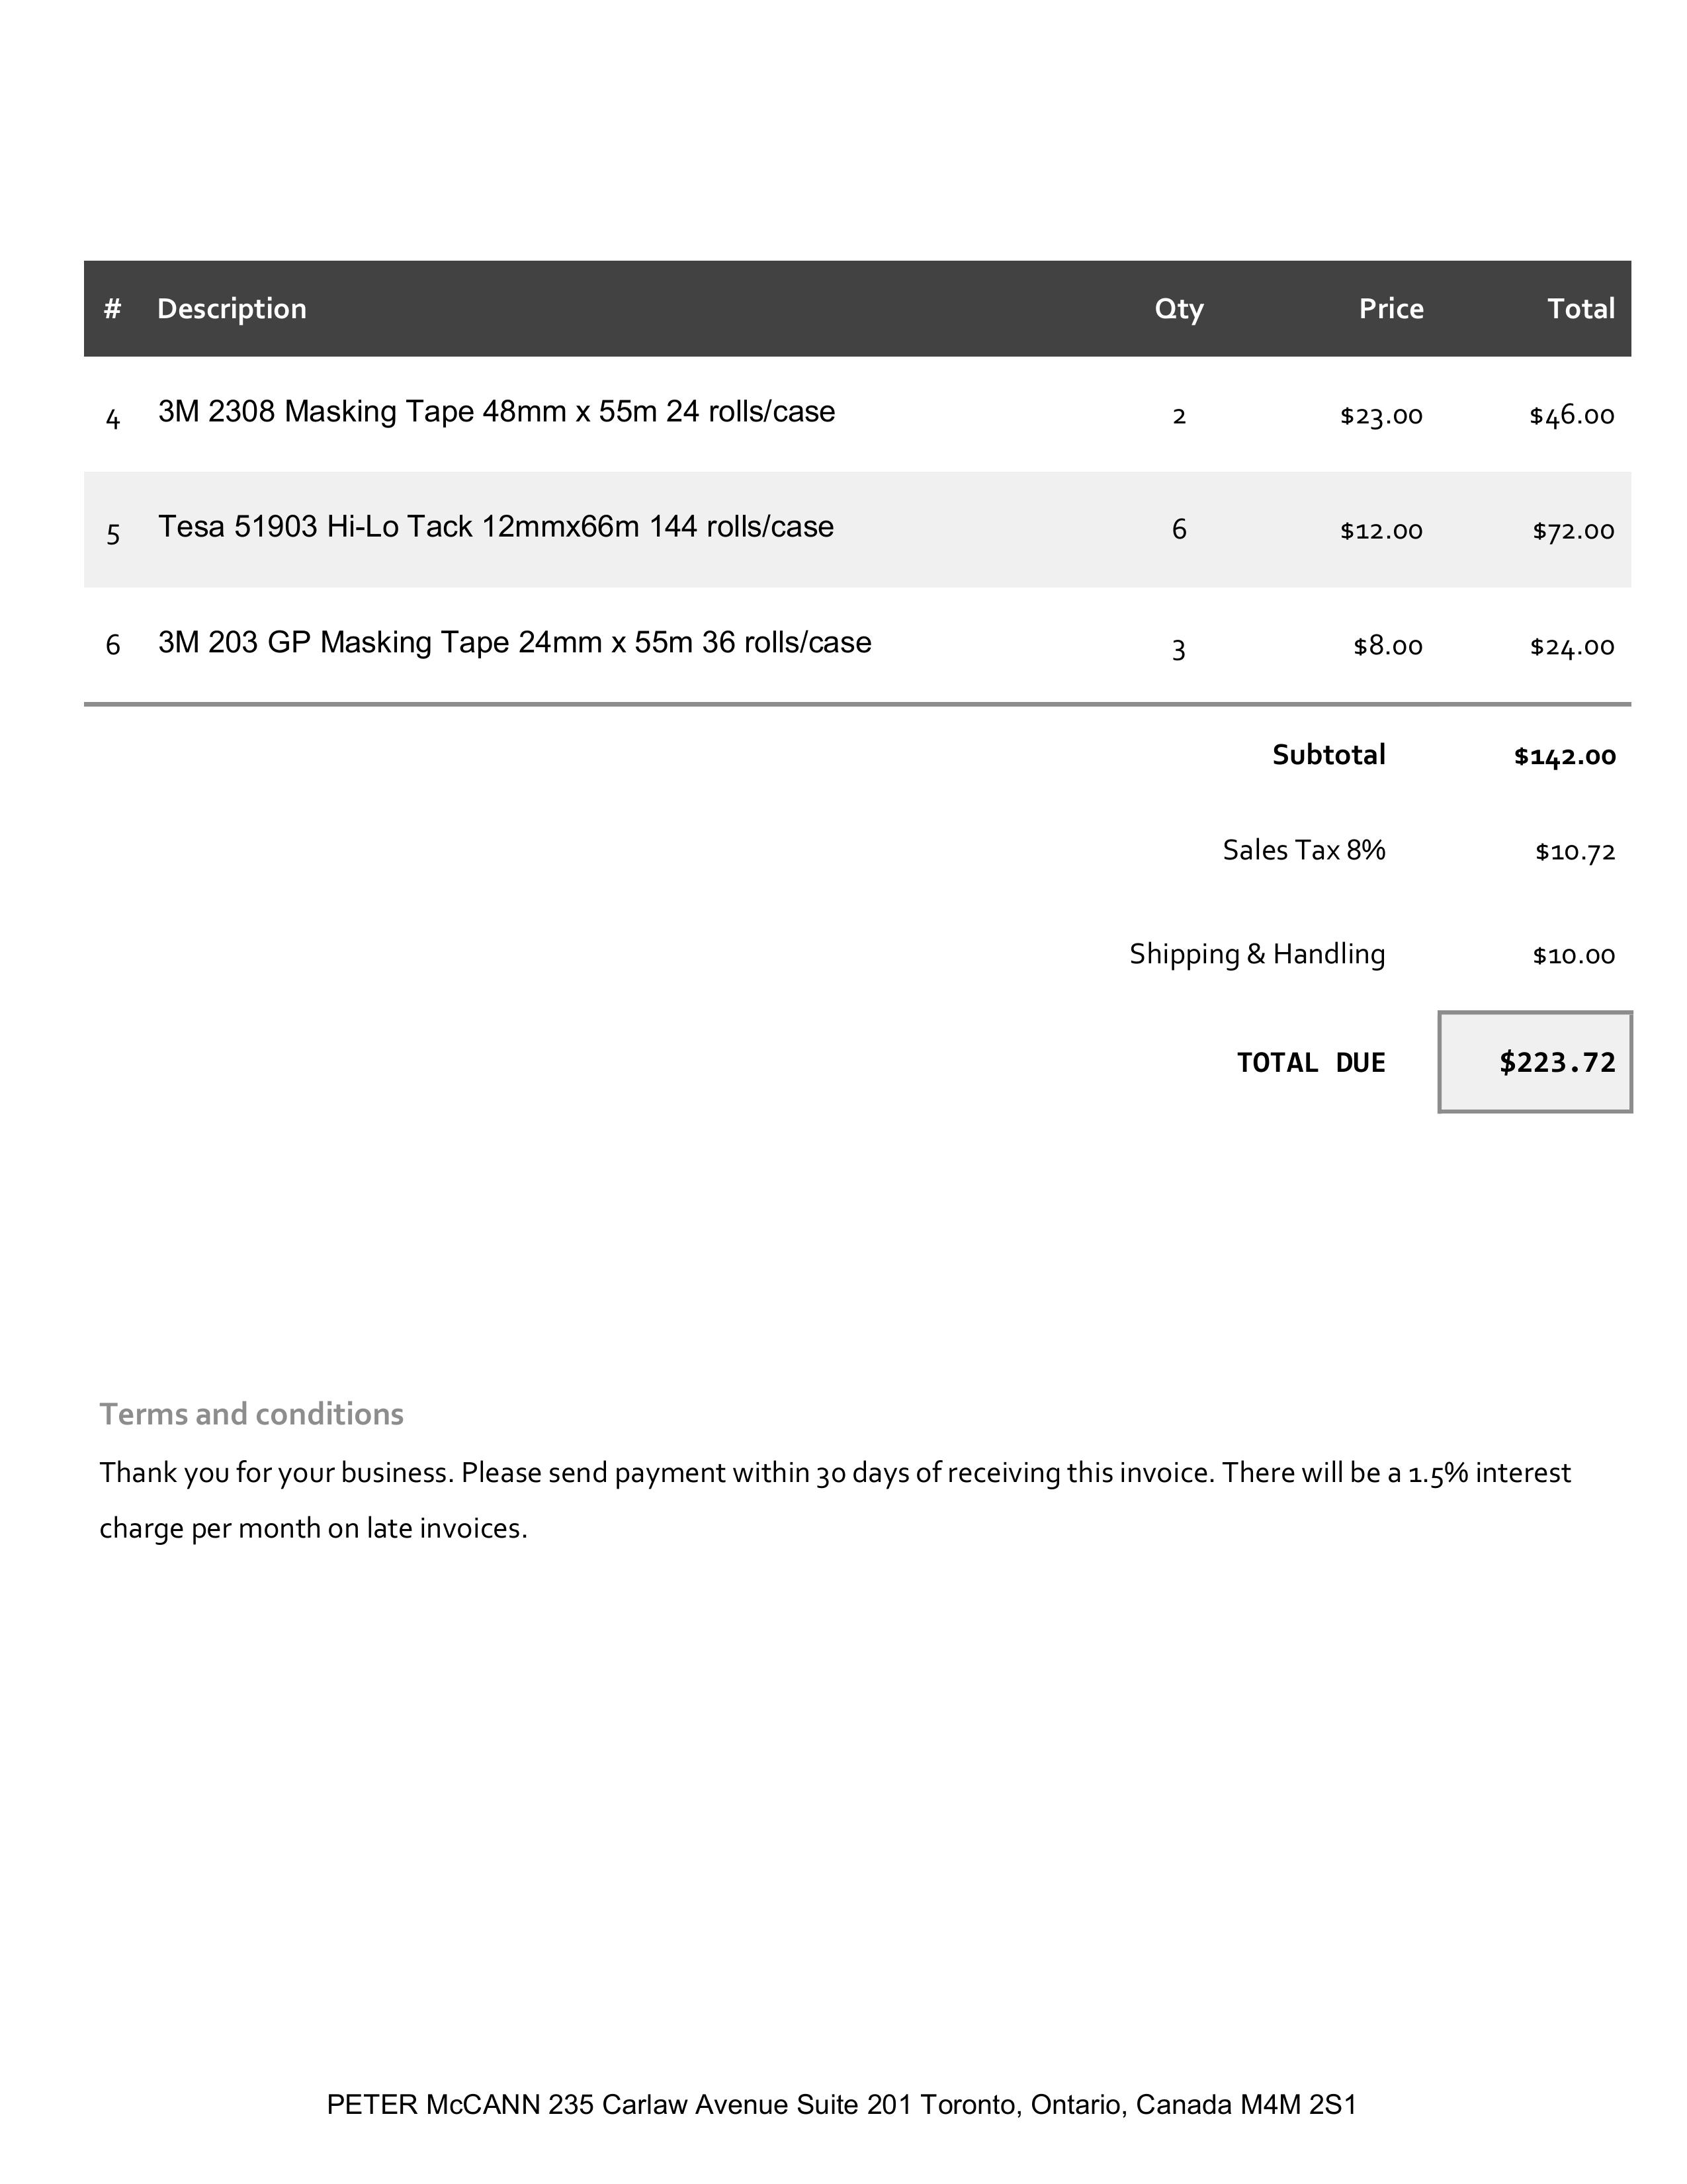 # Description Qty Price Total
4 3M 2308 Masking Tape 48mm x 55m 24 rolls/case 2 $23.00 $46.00
5 Tesa 51903 Hi-Lo Tack 12mmx66m 144 rolls/case 6 $12.00 $72.00
6 3M 203 GP Masking Tape 24mm x 55m 36 rolls/case 3 $8.00 $24.00
Subtotal $142.00
Sales Tax 8% $10.72
Shipping & Handling $10.00
TOTAL DUE $223.72
Terms and conditions
Thank you for your business. Please send payment within 30 days of receiving this invoice. There will be a 1.5% interest
charge per month on late invoices.
PETER McCANN 235 Carlaw Avenue Suite 201 Toronto, Ontario, Canada M4M 2S1